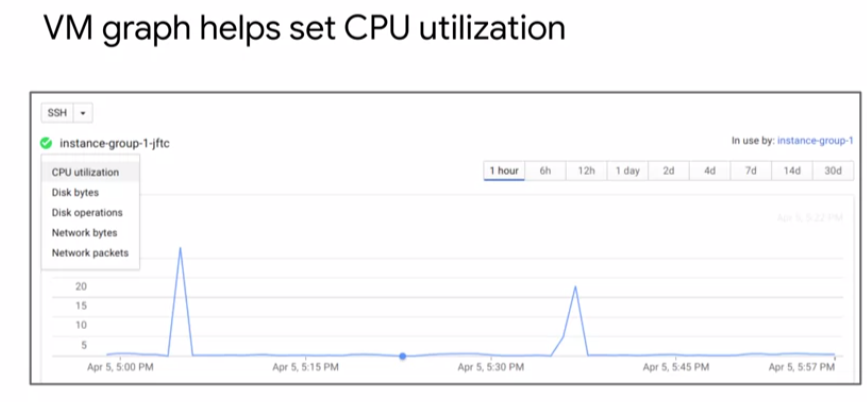 VM graph helps set CPU utilization
SSH
instance-group-1-jftc
In use by: instance-group-1
CPU utilization
Disk bytes
Disk operations
Network bytes
Network packets
1 hour 6h 12h 1 day 2d 4d 7d 14d 30d
Apr 5, 5:22 PM
20
15
10
5
Apr 5, 5:00 PM Apr 5, 5:15 PM Apr 5, 5:30 PM Apr 5, 5:45 PM Apr 5, 5:57 PM